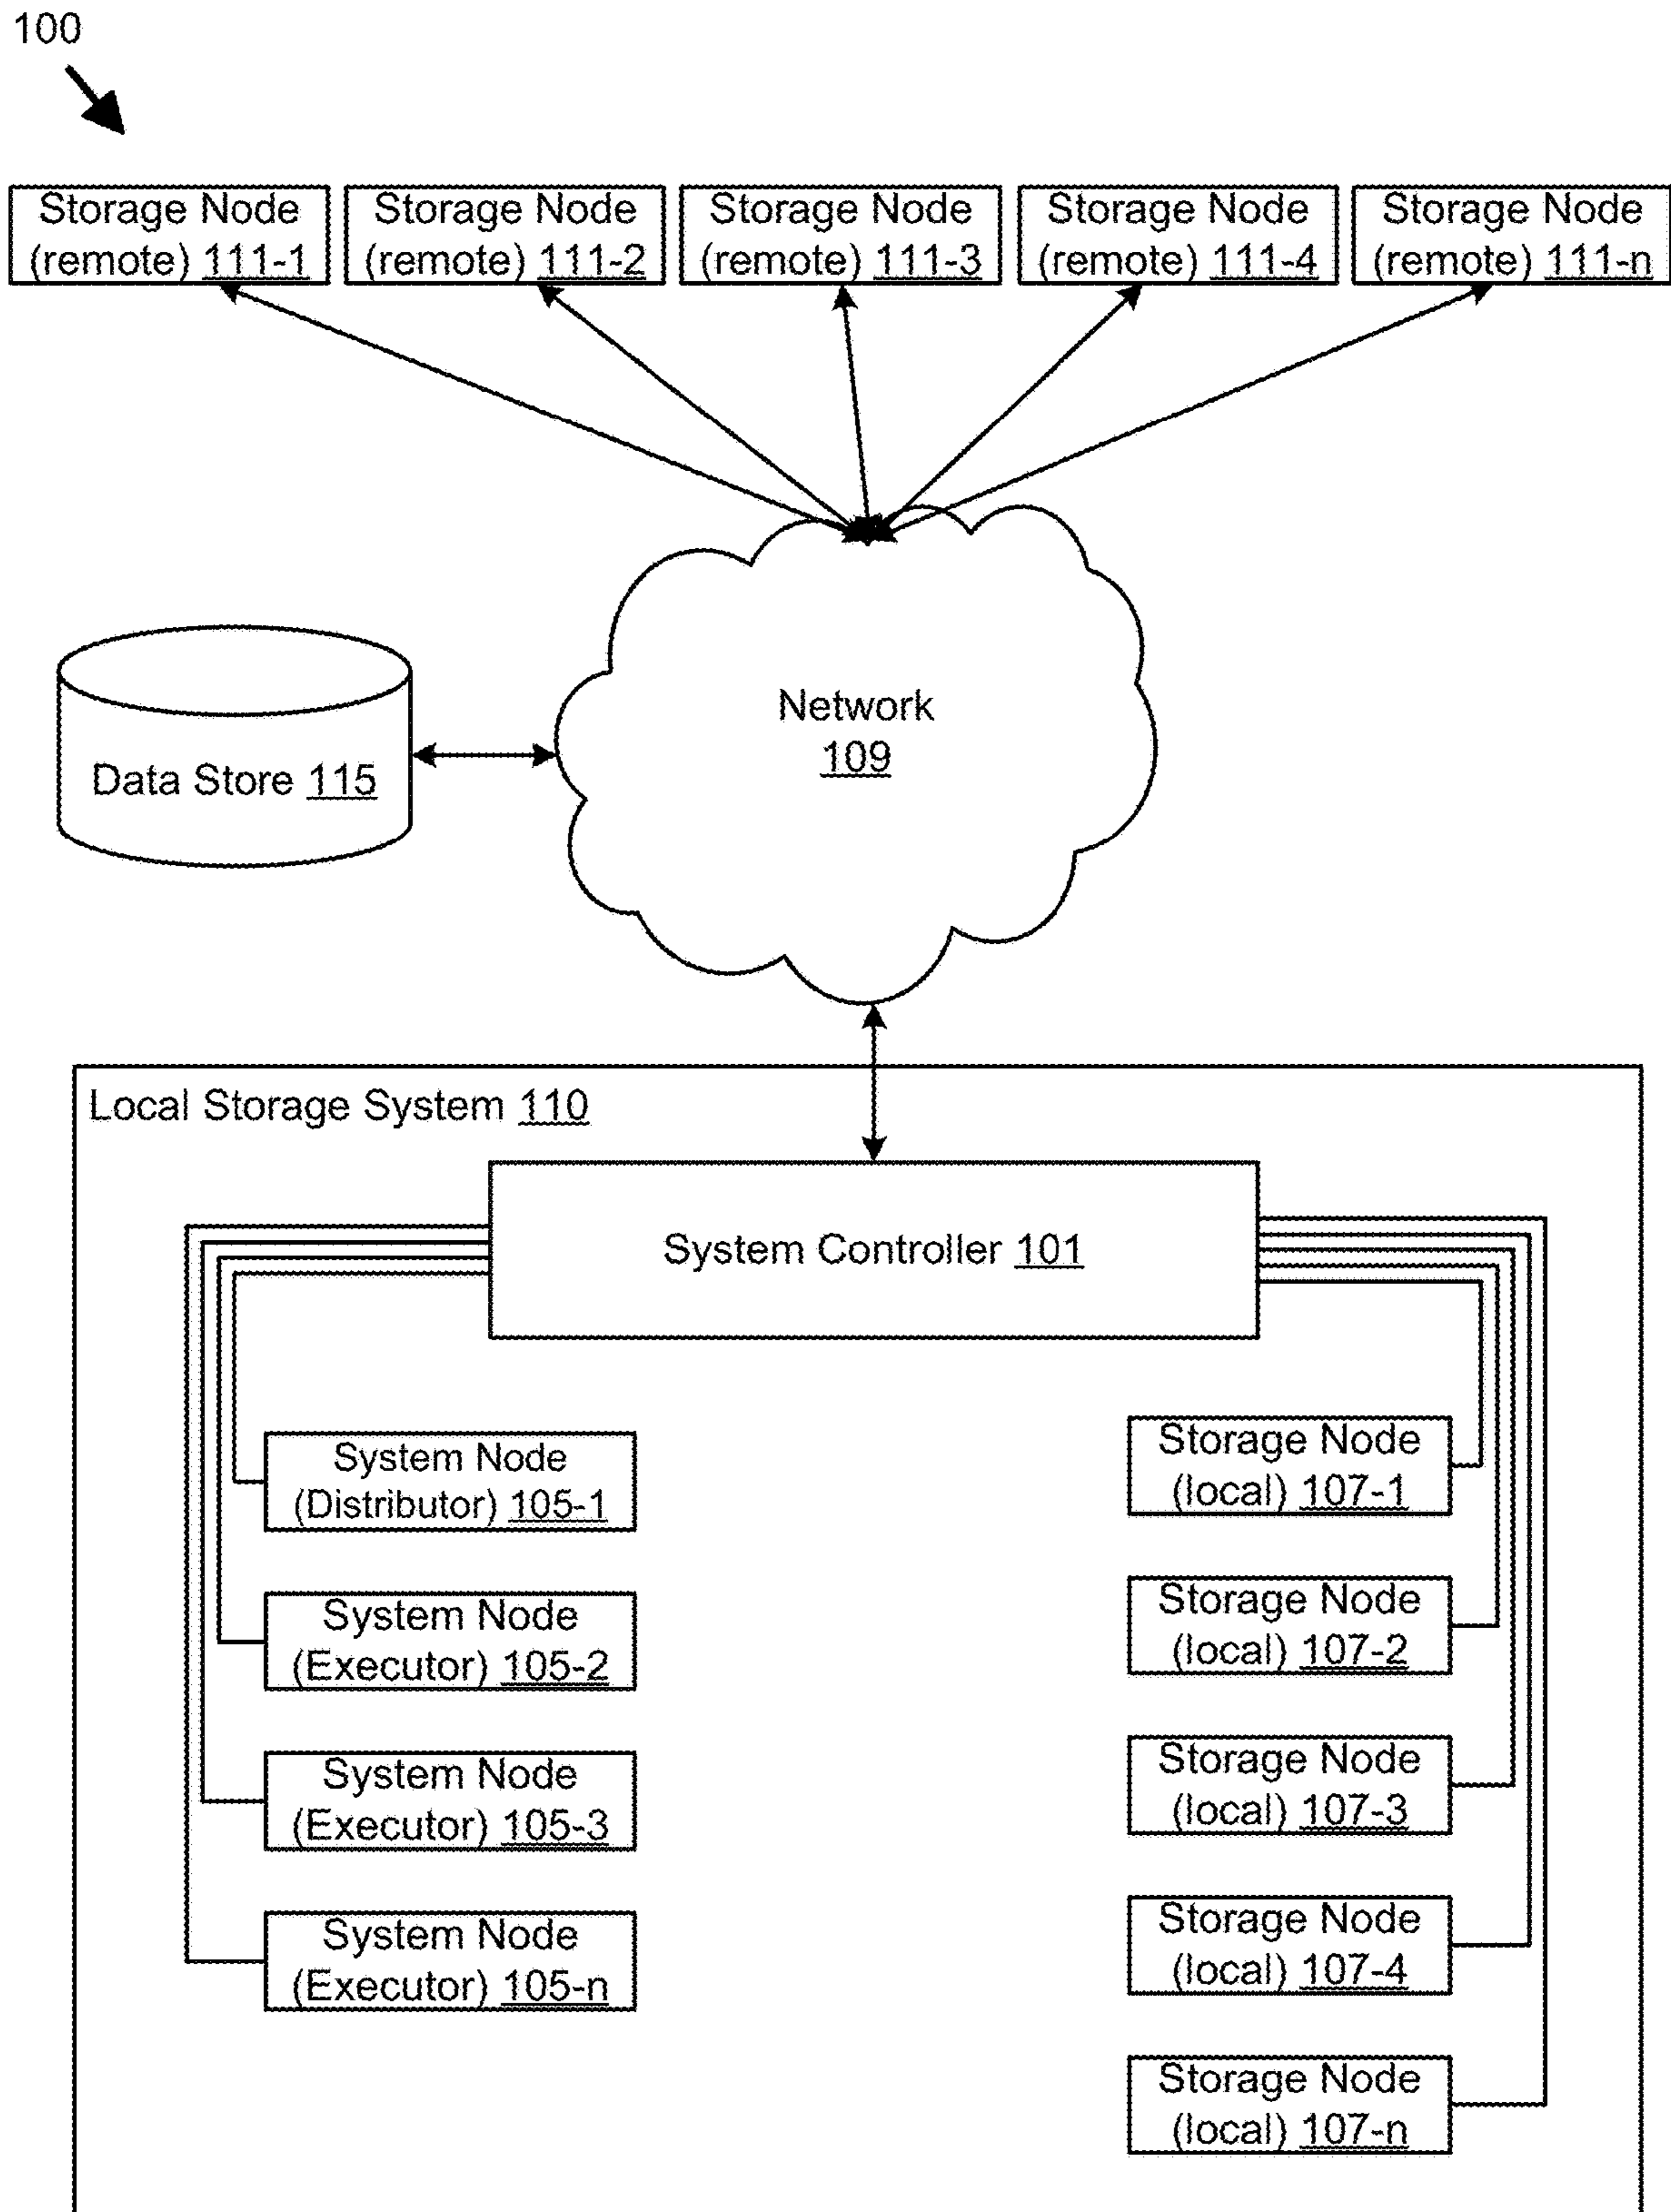 100
Storage Node
(remote) 111-1
Storage Node
(remote) 111-2
Storage Node
(remote) 111-3
Storage Node
(remote) 111-4
Storage Node
(remote) 111-n
Network
109
Data Store 115
Local Storage System 110
System Controller 101
System Node
(Distributor) 105-1
System Node
(Executor) 105-2
System Node
(Executor) 105-3
System Node
(Executor) 105-n
Storage Node
(local) 107-1
Storage Node
(local) 107-2
Storage Node
(local) 107-3
Storage Node
(local) 107-4
Storage Node
(local) 107-n